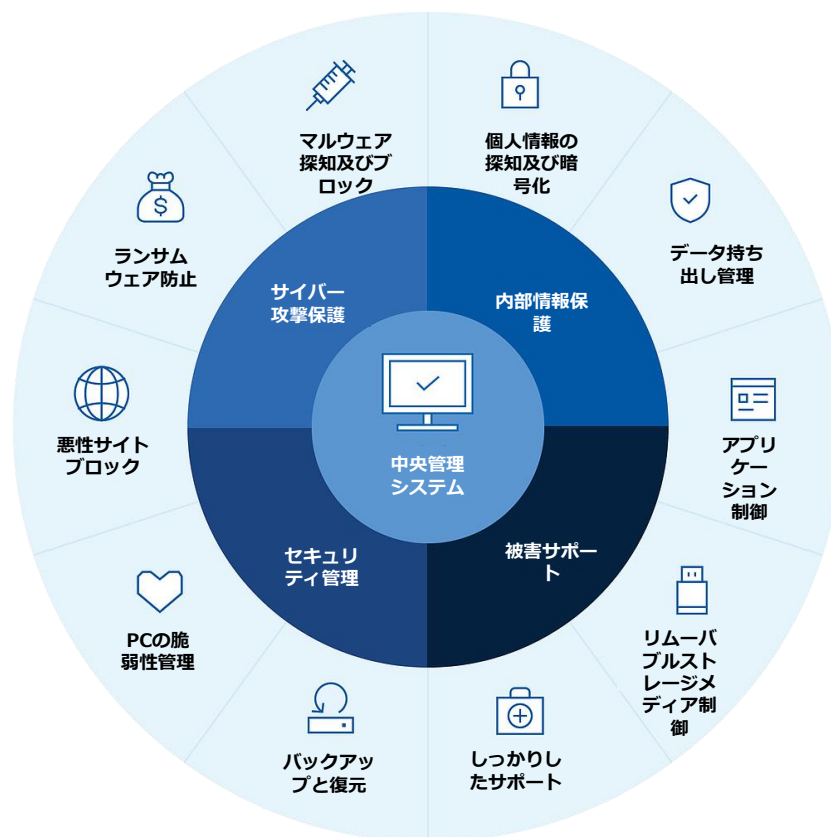 マルウェア
探知及びブ
ロック
個人情報の
探知及び暗
号化
ランサム
ウェア防止
$
データ持ち
出し管理
サイバー
攻撃保護
内部情報保
護
悪性サイト
ブロック
中央管理
システム
アプリ
ケー
ション
制御
セキュリ
ティ管理
被害サポー
ト
PCの脆
弱性管理
リムーバ
ブルスト
レージメ
ディア制
御
バックアッ
プと復元
しっかりし
たサポート